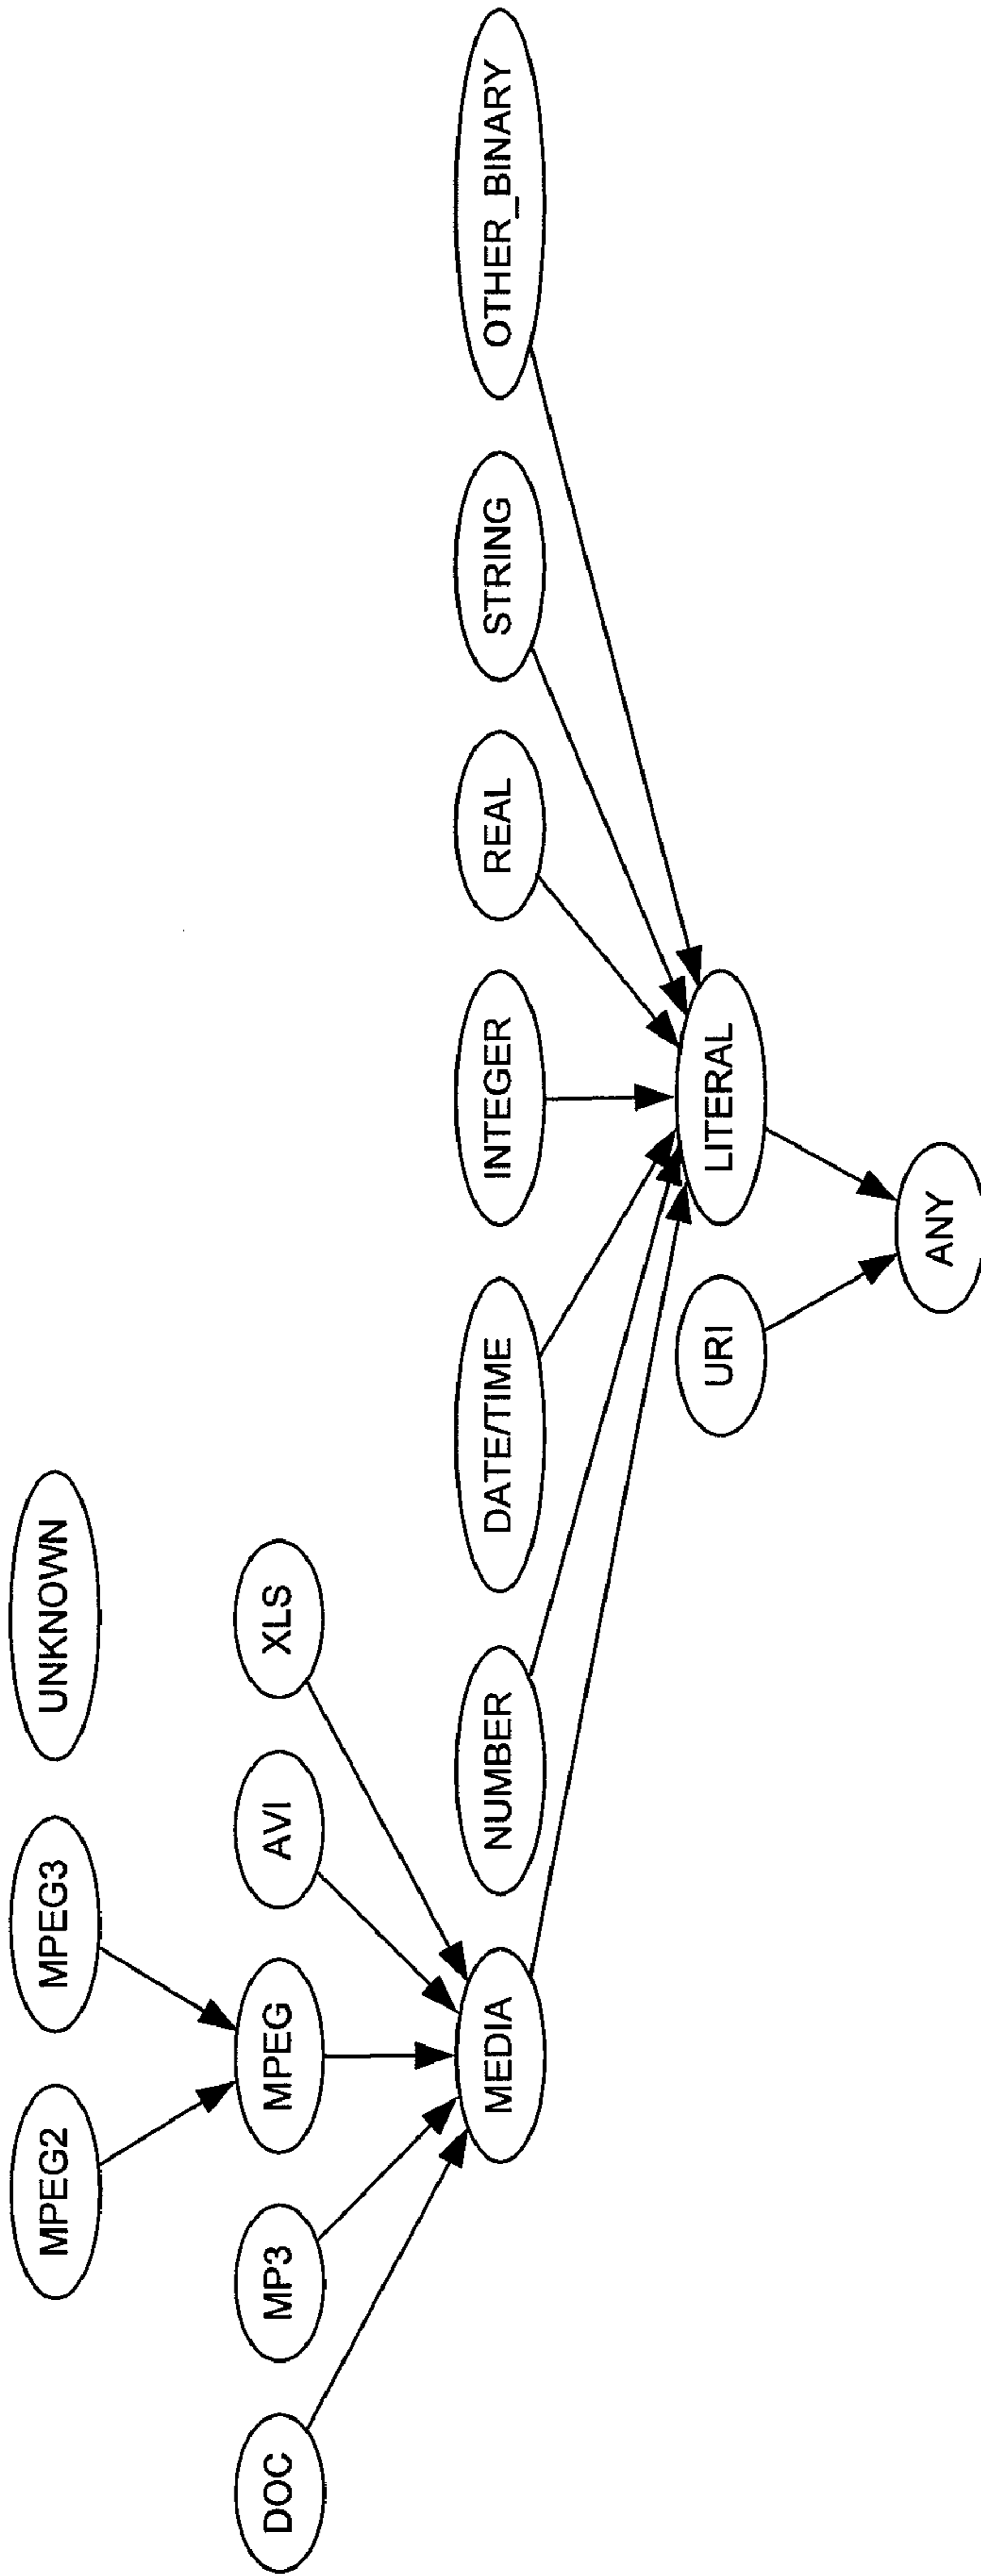 MPEG2
MPEG3
UNKNOWN
DOC
MP3
MPEG
AVI
XLS
MEDIA
NUMBER
DATE/TIME
INTEGER
REAL
STRING
OTHER_BINARY
URI
LITERAL
ANY